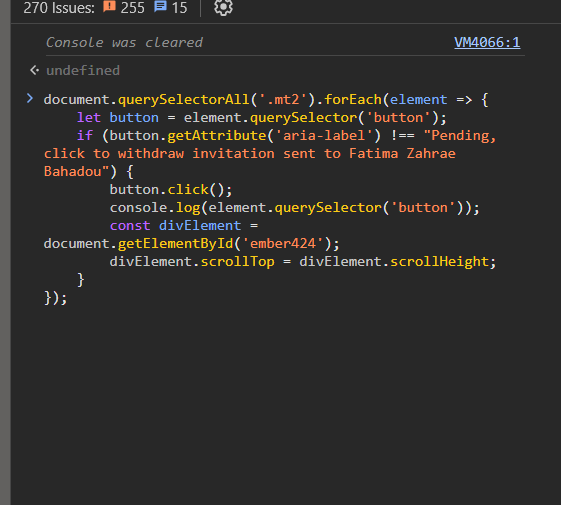 270 Issues: 255 15
Console was cleared VM4066:1
undefined
document.querySelectorAll('.mt2').forEach(element => {
    let button = element.querySelector('button');
    if (button.getAttribute('aria-label') !== "Pending,
click to withdraw invitation sent to Fatima Zahrae
Bahadou") {
        button.click();
        console.log(element.querySelector('button'));
        const divElement =
document.getElementById('ember424');
        divElement.scrollTop = divElement.scrollHeight;
    }
});